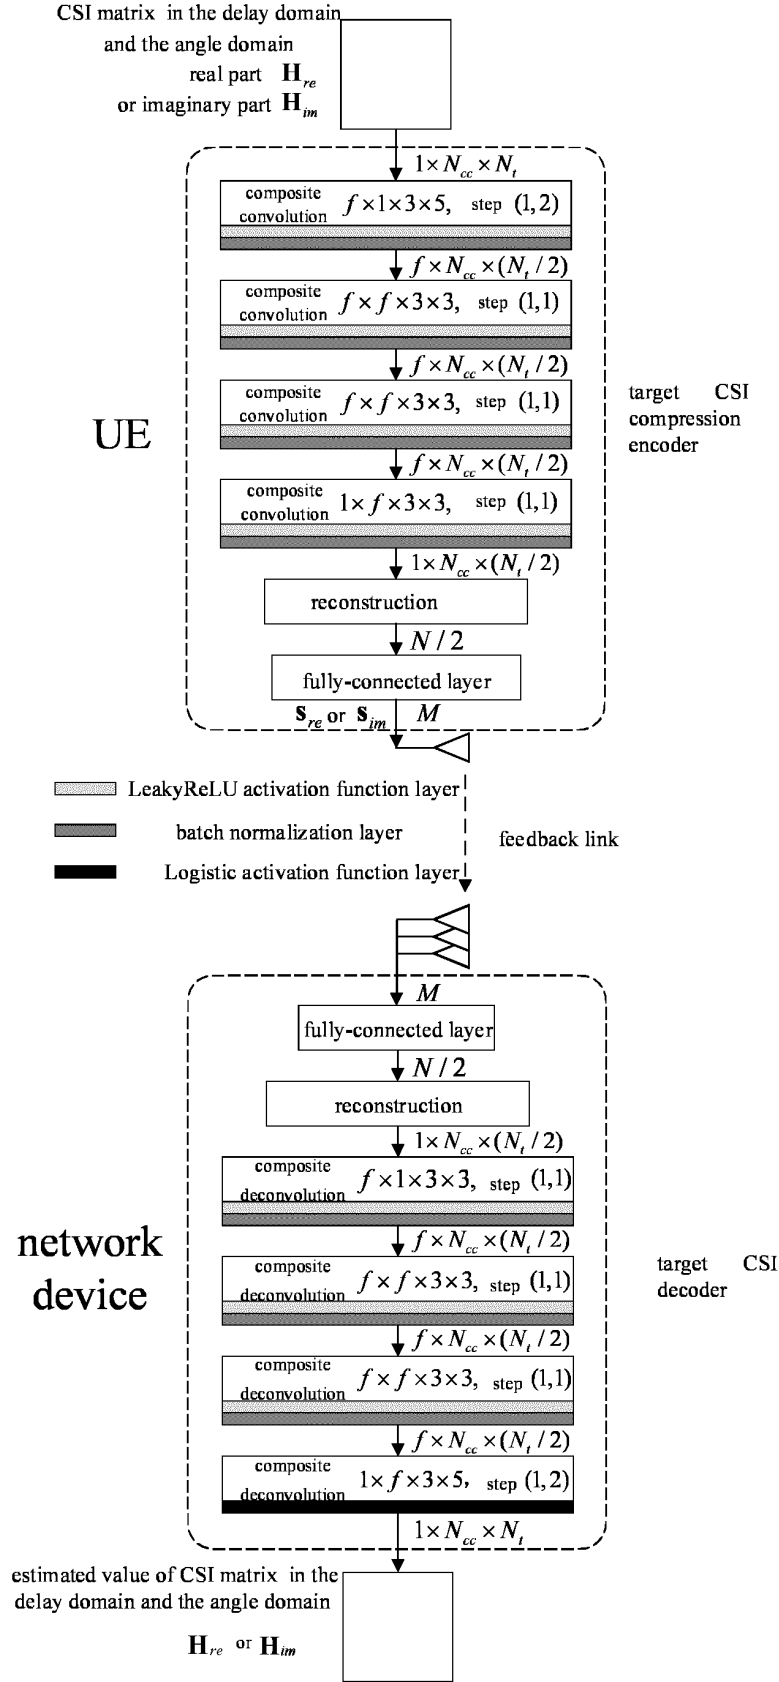 CSI matrix in the delay domain
and the angle domain
real part H_re
or imaginary part H_im
1×N_cc×N_t
composite
convolution f×1×3×5, step (1,2)
f×N_cc×(N_t/2)
composite
convolution f×f×3×3, step (1,1)
f×N_cc×(N_t/2)
composite
convolution f×f×3×3, step (1,1)
f×N_cc×(N_t/2)
composite
convolution 1×f×3×3, step (1,1)
1×N_cc×(N_t/2)
reconstruction
N/2
fully-connected layer
s_re or s_im M
UE
target CSI
compression
encoder
LeakyReLU activation function layer
batch normalization layer
Logistic activation function layer
feedback link
M
fully-connected layer
N/2
reconstruction
1×N_cc×(N_t/2)
composite
deconvolution f×1×3×3, step (1,1)
f×N_cc×(N_t/2)
composite
deconvolution f×f×3×3, step (1,1)
f×N_cc×(N_t/2)
composite
deconvolution f×f×3×3, step (1,1)
f×N_cc×(N_t/2)
composite
deconvolution 1×f×3×5, step (1,2)
1×N_cc×N_t
network
device
target CSI
decoder
estimated value of CSI matrix in the
delay domain and the angle domain
H_re or H_im